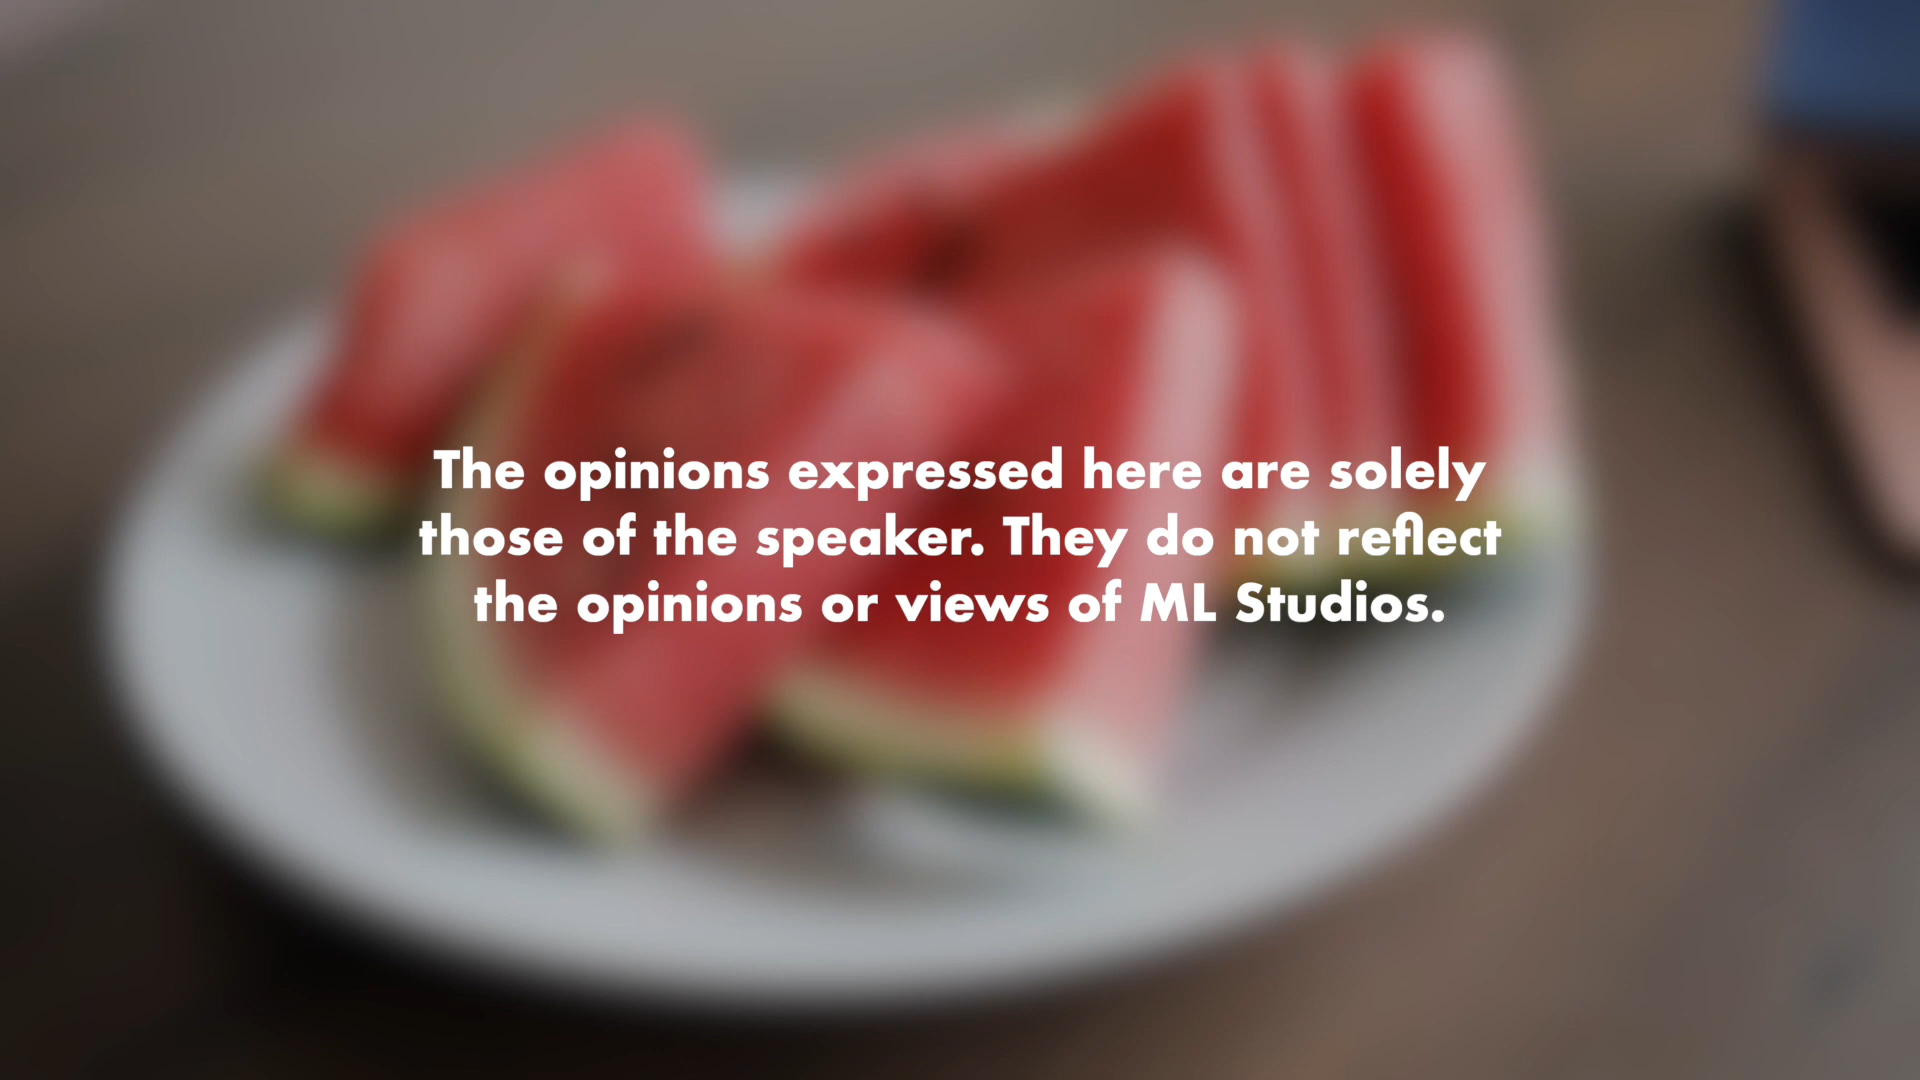 The opinions expressed here are solely
those of the speaker. They do not reflect
the opinions or views of ML Studios.